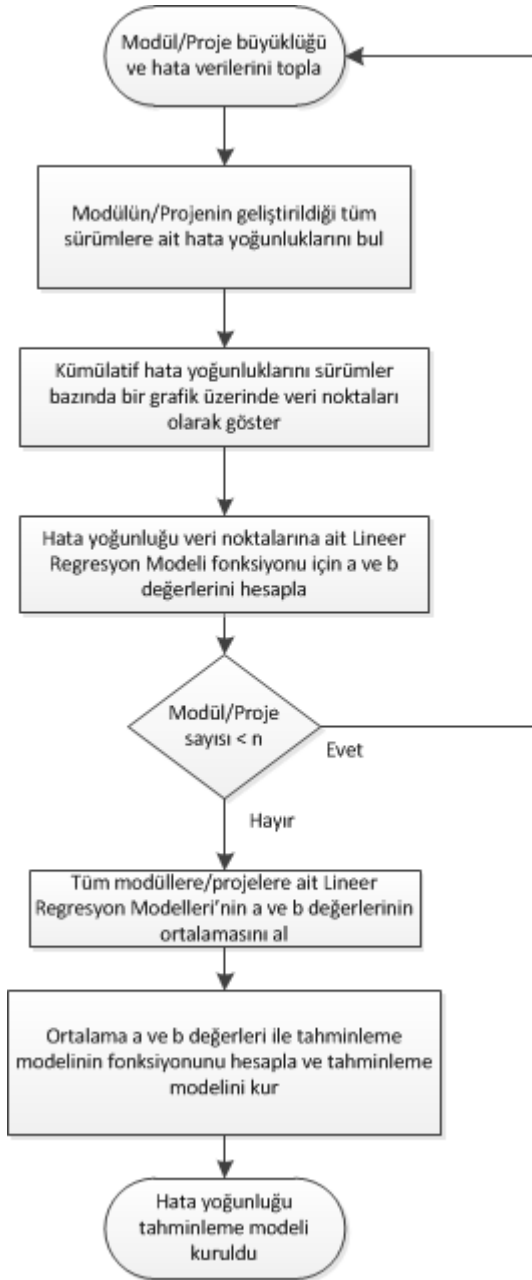 Modül/Proje büyüklüğü
ve hata verilerini topla
Modülün/Projenin geliştirildiği tüm
sürümlere ait hata yoğunluklarını bul
Kümülatif hata yoğunluklarını sürümler
bazında bir grafik üzerinde veri noktaları
olarak göster
Hata yoğunluğu veri noktalarına ait Lineer
Regresyon Modeli fonksiyonu için a ve b
değerlerini hesapla
Modül/Proje
sayısı < n
Evet
Hayır
Tüm modüllere/projelere ait Lineer
Regresyon Modelleri'nin a ve b değerlerinin
ortalamasını al
Ortalama a ve b değerleri ile tahminleme
modelinin fonksiyonunu hesapla ve tahminleme
modelini kur
Hata yoğunluğu
tahminleme modeli
kuruldu